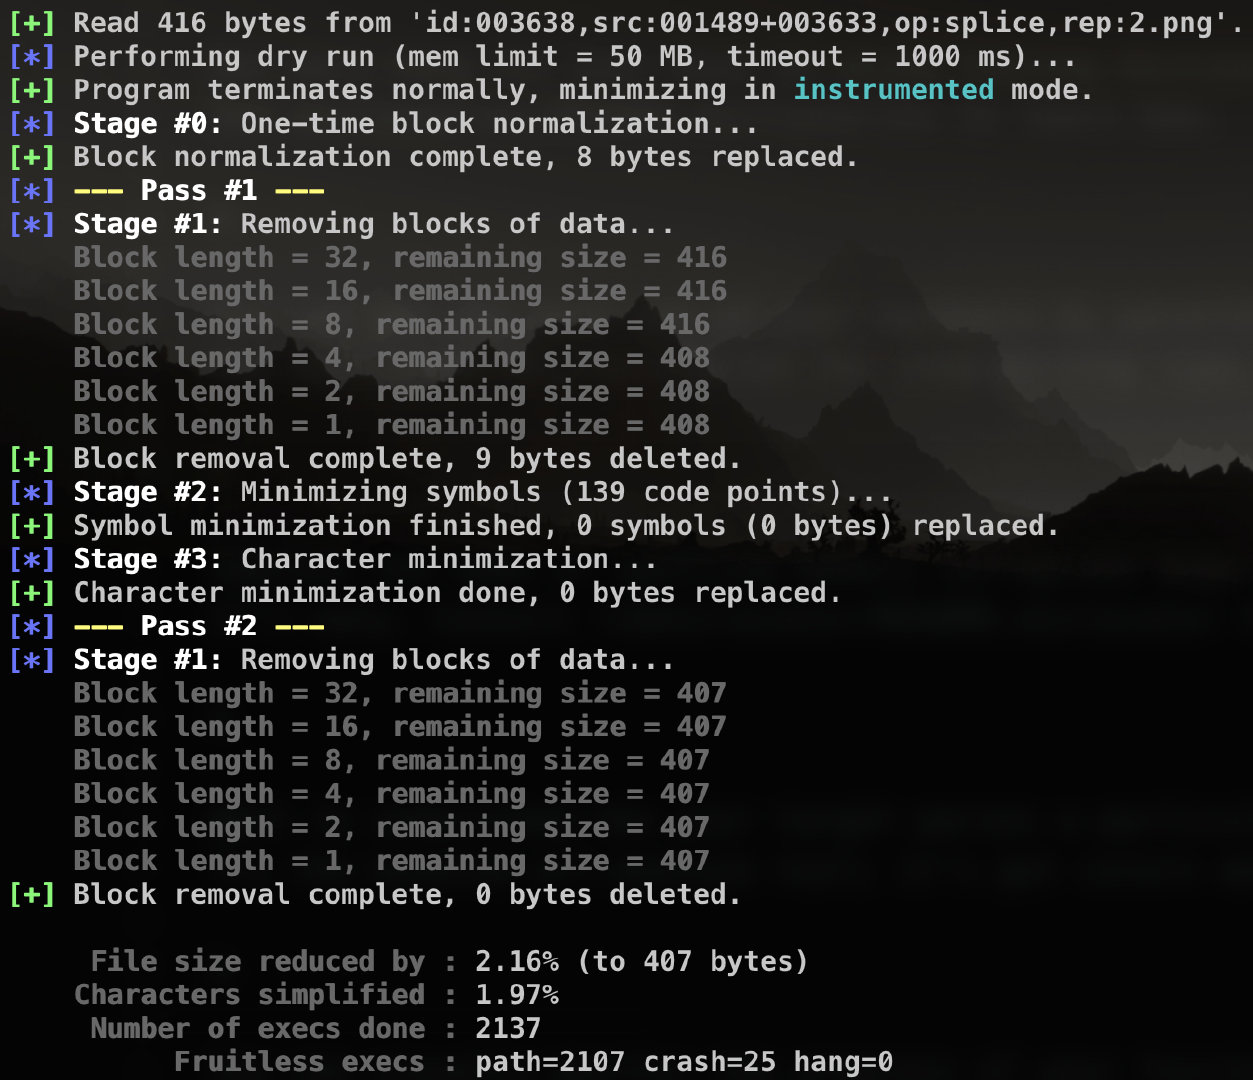 [+] Read 416 bytes from 'id:003638,src:001489+003633,op:splice,rep:2.png'.
[*] Performing dry run (mem limit = 50 MB, timeout = 1000 ms)...
[+] Program terminates normally, minimizing in instrumented mode.
[*] Stage #0: One-time block normalization...
[+] Block normalization complete, 8 bytes replaced.
[*] --- Pass #1 ---
[*] Stage #1: Removing blocks of data...
Block length = 32, remaining size = 416
Block length = 16, remaining size = 416
Block length = 8, remaining size = 416
Block length = 4, remaining size = 408
Block length = 2, remaining size = 408
Block length = 1, remaining size = 408
[+] Block removal complete, 9 bytes deleted.
[*] Stage #2: Minimizing symbols (139 code points)...
[+] Symbol minimization finished, 0 symbols (0 bytes) replaced.
[*] Stage #3: Character minimization...
[+] Character minimization done, 0 bytes replaced.
[*] --- Pass #2 ---
[*] Stage #1: Removing blocks of data...
Block length = 32, remaining size = 407
Block length = 16, remaining size = 407
Block length = 8, remaining size = 407
Block length = 4, remaining size = 407
Block length = 2, remaining size = 407
Block length = 1, remaining size = 407
[+] Block removal complete, 0 bytes deleted.
File size reduced by : 2.16% (to 407 bytes)
Characters simplified : 1.97%
Number of execs done : 2137
Fruitless execs : path=2107 crash=25 hang=0